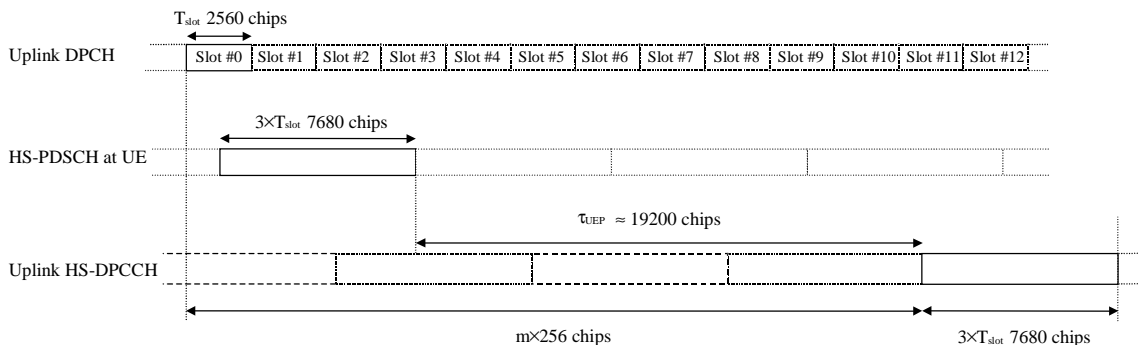 Tslot 2560 chips
Uplink DPCH
Slot #0 Slot #1 Slot #2 Slot #3 Slot #4 Slot #5 Slot #6 Slot #7 Slot #8 Slot #9 Slot #10 Slot #11 Slot #12
3×Tslot 7680 chips
HS-PDSCH at UE
τUEP ≈ 19200 chips
Uplink HS-DPCCH
m×256 chips
3×Tslot 7680 chips